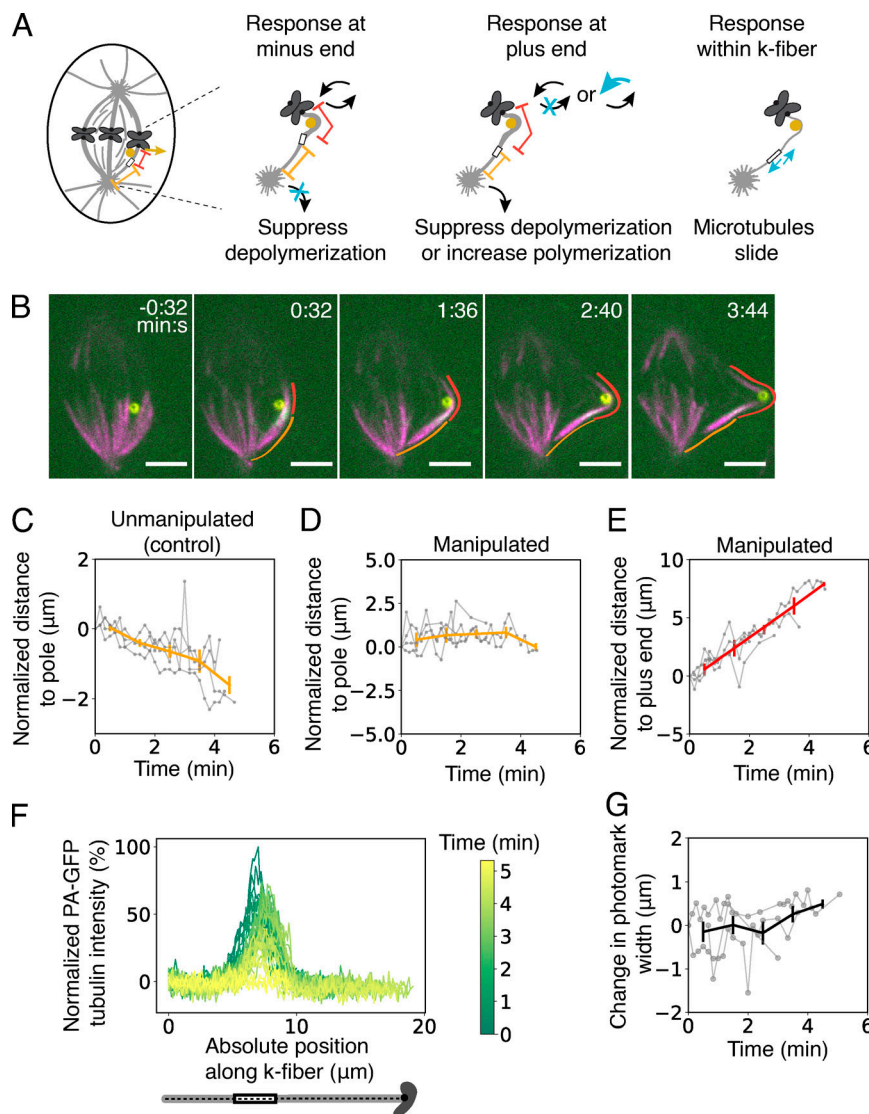 A
Response at
minus end
Response at
plus end
Response
within k-fiber
or
Suppress
depolymerization
Suppress depolymerization
or increase polymerization
Microtubules
slide
B
-0:32
min:s
0:32
1:36
2:40
3:44
C
Unmanipulated
(control)
Normalized distance
to pole (μm)
2
0
−2
0 2 4 6
Time (min)
D
Manipulated
Normalized distance
to pole (μm)
5.0
2.5
0.0
−2.5
−5.0
0 2 4 6
Time (min)
E
Manipulated
Normalized distance
to plus end (μm)
10
5
0
−5
0 2 4 6
Time (min)
F
Normalized PA-GFP
tubulin intensity (%)
100
50
0
0 10 20
Absolute position
along k-fiber (μm)
Time (min)
5
4
3
2
1
0
G
Change in photomark
width (μm)
2
1
0
−1
−2
0 2 4 6
Time (min)